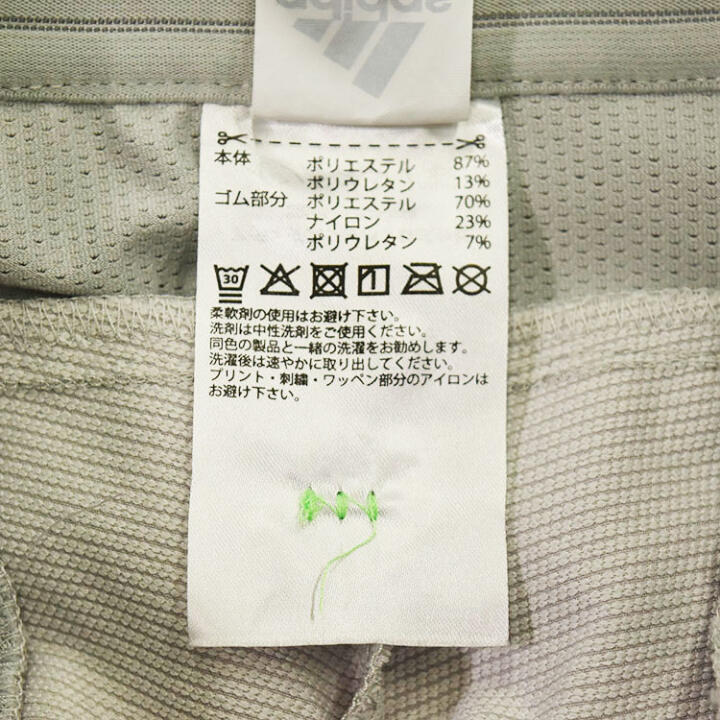 adidas
本体 ポリエステル 87%
ポリウレタン 13%
ゴム部分 ポリエステル 70%
ナイロン 23%
ポリウレタン 7%
30
柔軟剤の使用はお避け下さい。
洗剤は中性洗剤をご使用ください。
同色の製品と一緒の洗濯をお勧めします。
洗濯後は速やかに取り出してください。
プリント・刺繍・ワッペン部分のアイロンは
お避け下さい。